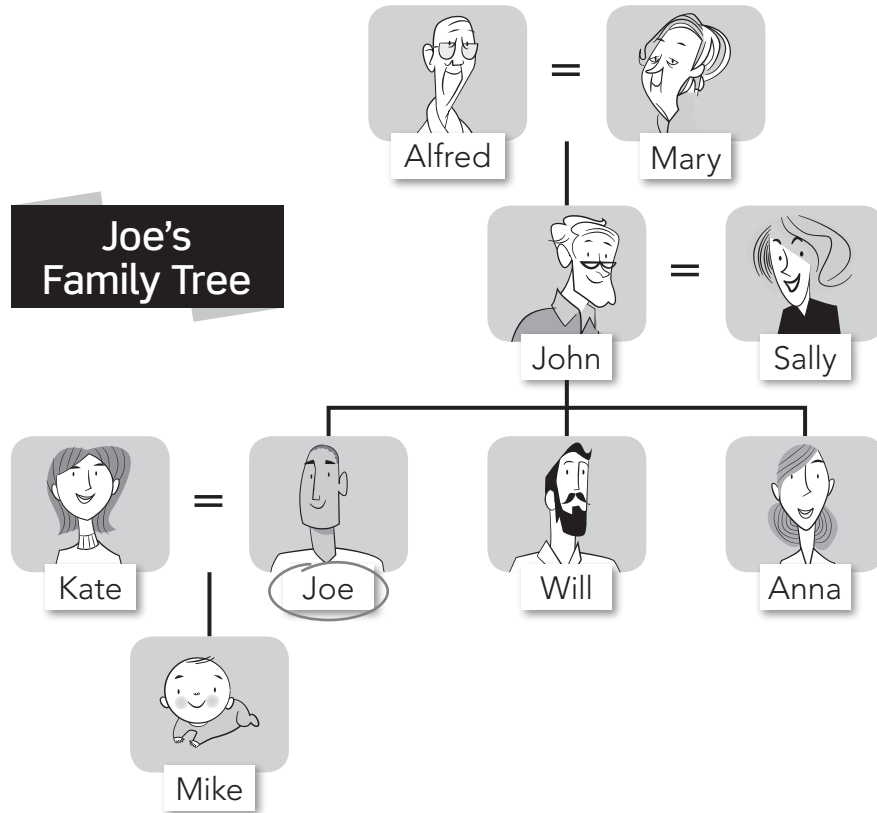 Alfred
Mary
Joe’s
Family Tree
John
Sally
Kate
Joe
Will
Anna
Mike